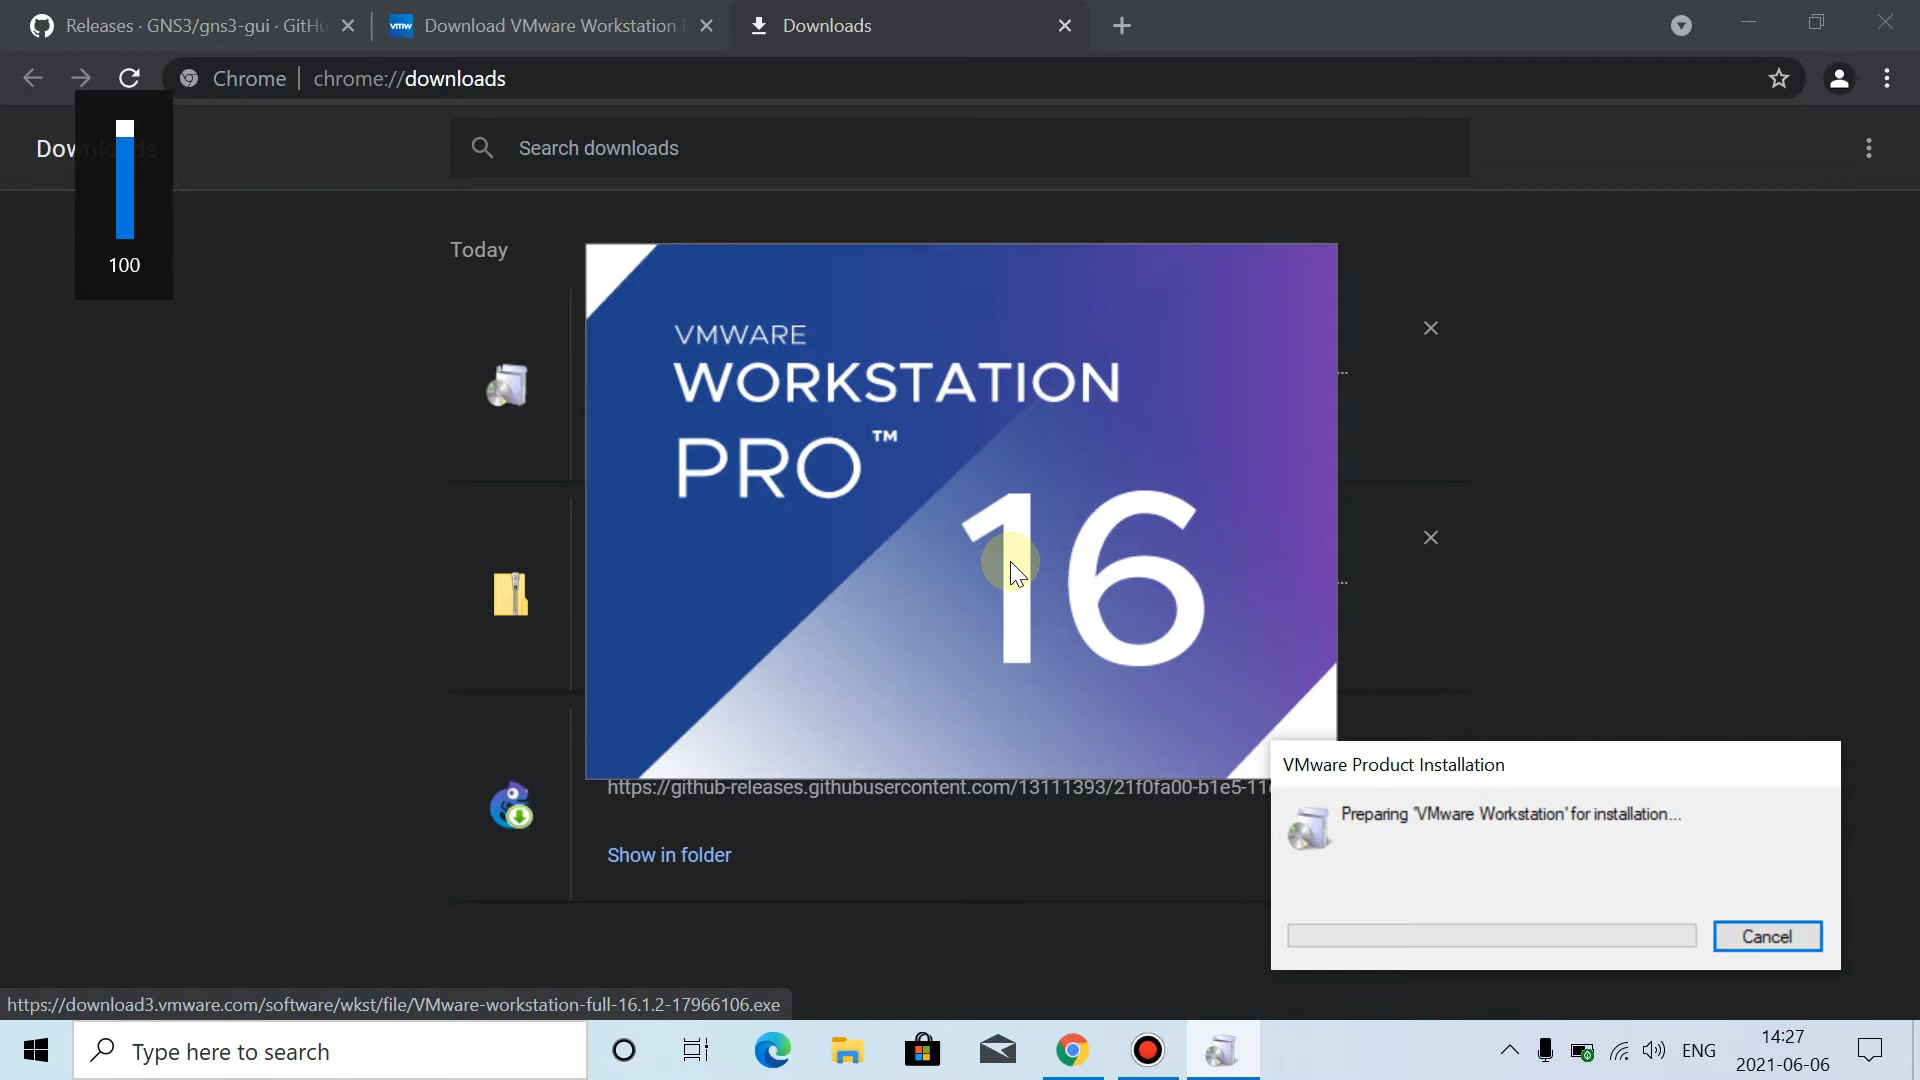 Releases · GNS3/gns3-gui · GitHu
Download VMware Workstation
Downloads
Chrome
chrome://downloads
Downloads
Search downloads
100
Today
VMWARE
WORKSTATION
PRO™
16
https://github-releases.githubusercontent.com/13111393/21f0fa00-b1e5-11
Show in folder
VMware Product Installation
Preparing 'VMware Workstation' for installation...
Cancel
https://download3.vmware.com/software/wkst/file/VMware-workstation-full-16.1.2-17966106.exe
Type here to search
ENG
14:27
2021-06-06